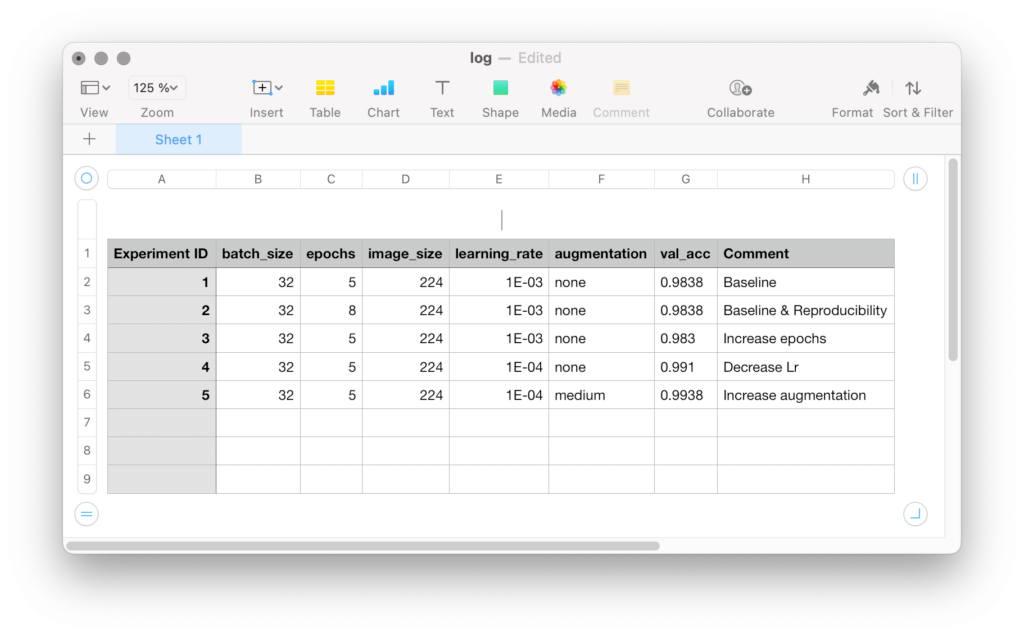 log — Edited
125 %
View Zoom Insert Table Chart Text Shape Media Comment Collaborate Format Sort & Filter
+ Sheet 1
A B C D E F G H
1 Experiment ID batch_size epochs image_size learning_rate augmentation val_acc Comment
2 1 32 5 224 1E-03 none 0.9838 Baseline
3 2 32 8 224 1E-03 none 0.9838 Baseline & Reproducibility
4 3 32 5 224 1E-03 none 0.983 Increase epochs
5 4 32 5 224 1E-04 none 0.991 Decrease Lr
6 5 32 5 224 1E-04 medium 0.9938 Increase augmentation
7
8
9